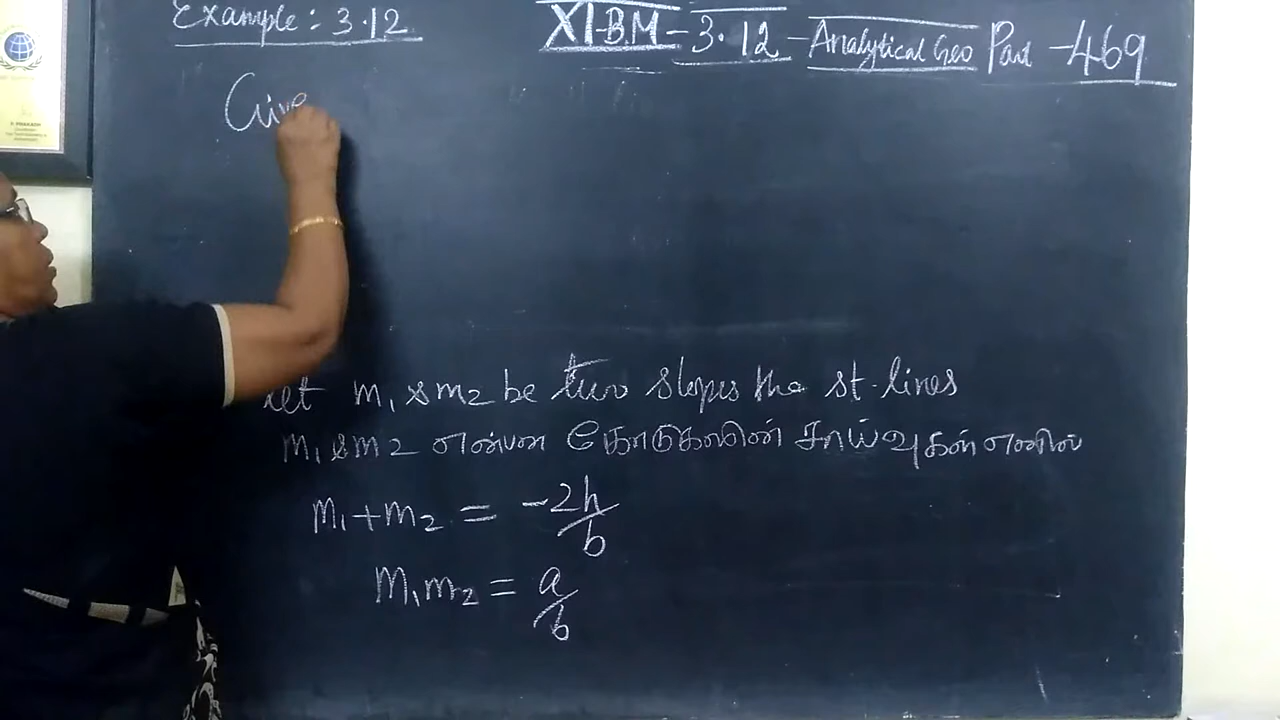 Example: 3.12
XI-B.M - 3.12 - Analytical Geo Part - 469
Give
Let m₁ & m₂ be two slopes the st. lines
m₁ & m₂ என்பன கோடுகளின் சாய்வுகள் எனில்
m₁+m₂ = -2h/b
m₁m₂ = a/b